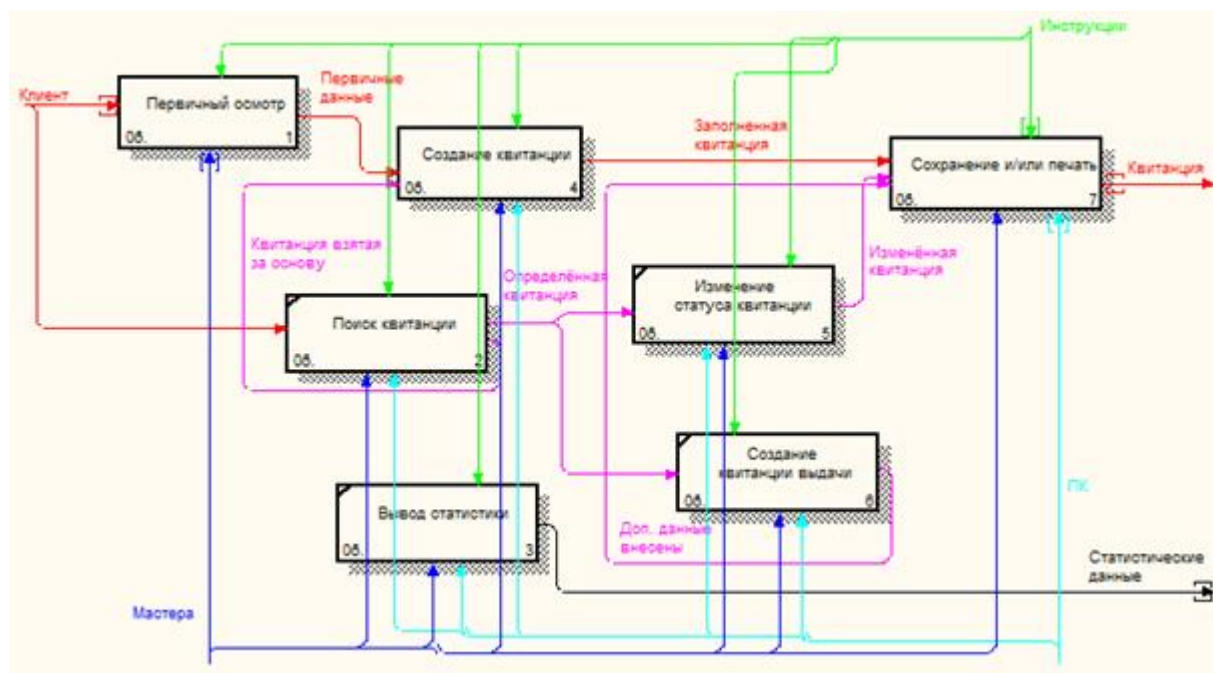 Инструкции
Клиент
Первичный осмотр
0б.
1
Первичные
данные
Создание квитанции
0б.
4
Заполненная
квитанция
Сохранение и/или печать
0б.
7
Квитанция
Квитанция взятая
за основу
Определённая
квитанция
Изменение
статуса квитанции
0б.
5
Изменённая
квитанция
Поиск квитанции
0б.
2
Создание
квитанции выдачи
0б.
6
ПК
Вывод статистики
0б.
3
Доп. данные
внесены
Статистические
данные
Мастера